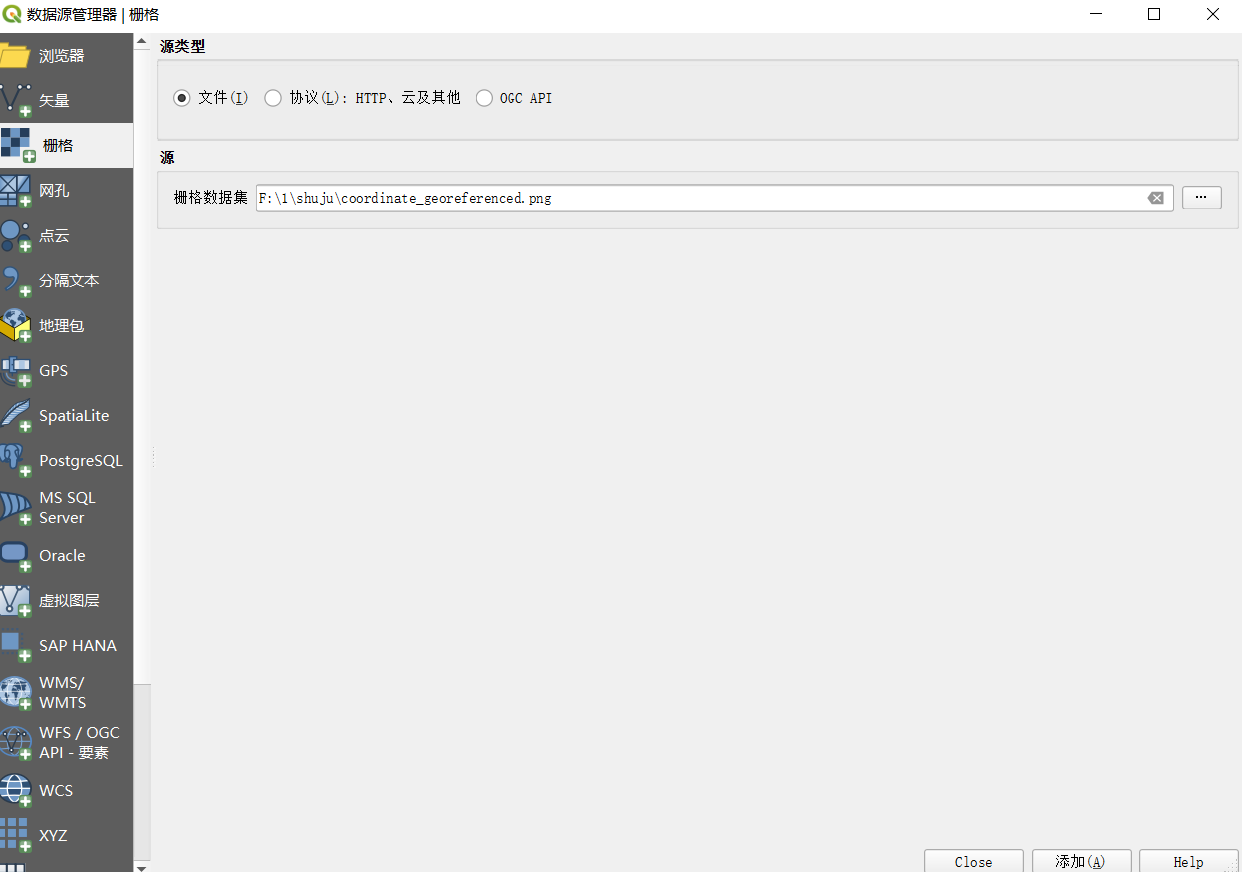 数据源管理器 | 栅格
浏览器
矢量
栅格
网孔
点云
分隔文本
地理包
GPS
SpatiaLite
PostgreSQL
MS SQL
Server
Oracle
虚拟图层
SAP HANA
WMS/
WMTS
WFS / OGC
API - 要素
WCS
XYZ
源类型
文件(I) 协议(L): HTTP、云及其他 OGC API
源
栅格数据集 F:\1\shuju\coordinate_georeferenced.png ...
Close 添加(A) Help